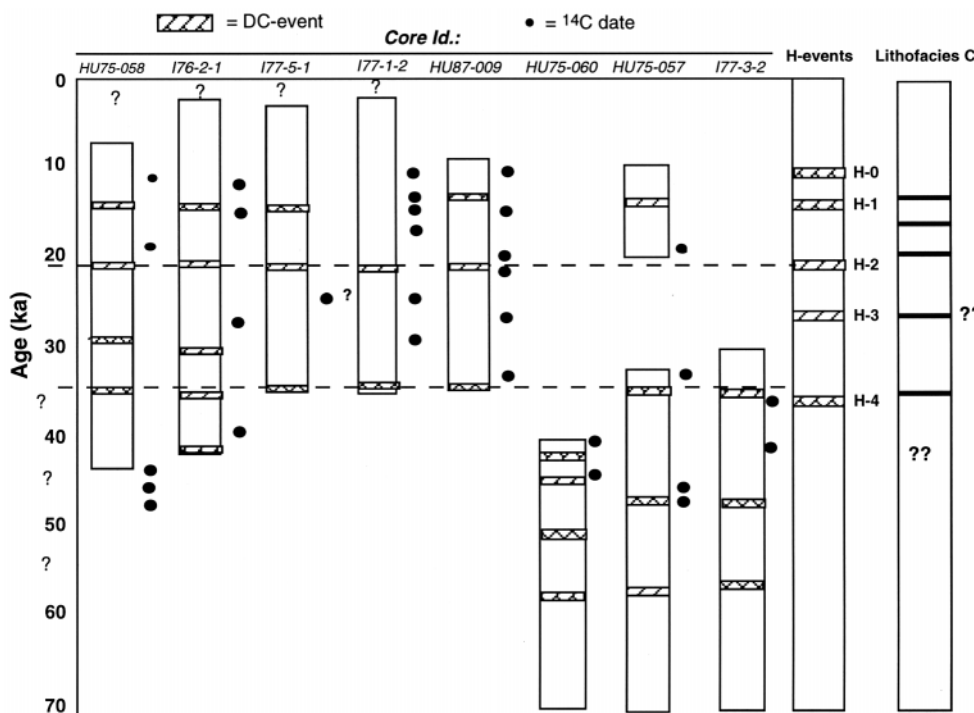 = DC-event
= ¹⁴C date
Core Id.:
HU75-058 I76-2-1 I77-5-1 I77-1-2 HU87-009 HU75-060 HU75-057 I77-3-2 H-events Lithofacies C
0
? ? ? ?
10
H-0
H-1
20
H-2
?
H-3
??
30
?
H-4
40
??
?
50
?
60
70
Age (ka)